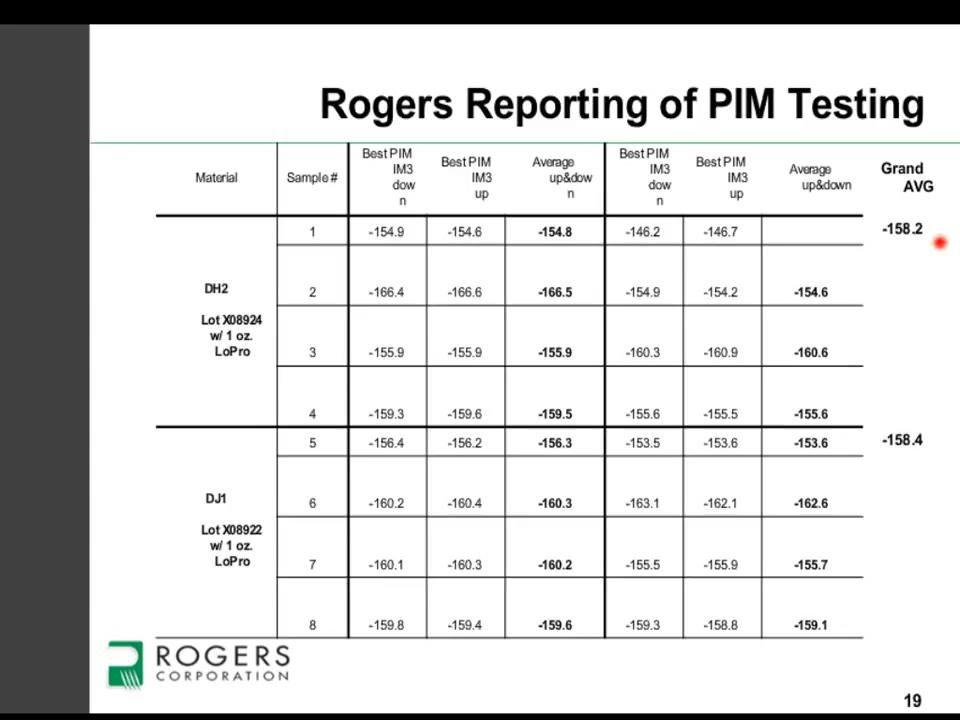 Rogers Reporting of PIM Testing
Material Sample # Best PIM IM3 dow n Best PIM IM3 up Average up&dow n Best PIM IM3 dow n Best PIM IM3 up Average up&down Grand AVG
1 -154.9 -154.6 -154.8 -146.2 -146.7 -158.2
DH2
Lot X08924
w/ 1 oz.
LoPro
2 -166.4 -166.6 -166.5 -154.9 -154.2 -154.6
3 -155.9 -155.9 -155.9 -160.3 -160.9 -160.6
4 -159.3 -159.6 -159.5 -155.6 -155.5 -155.6
5 -156.4 -156.2 -156.3 -153.5 -153.6 -153.6 -158.4
DJ1
Lot X08922
w/ 1 oz.
LoPro
6 -160.2 -160.4 -160.3 -163.1 -162.1 -162.6
7 -160.1 -160.3 -160.2 -155.5 -155.9 -155.7
8 -159.8 -159.4 -159.6 -159.3 -158.8 -159.1
ROGERS
CORPORATION
19